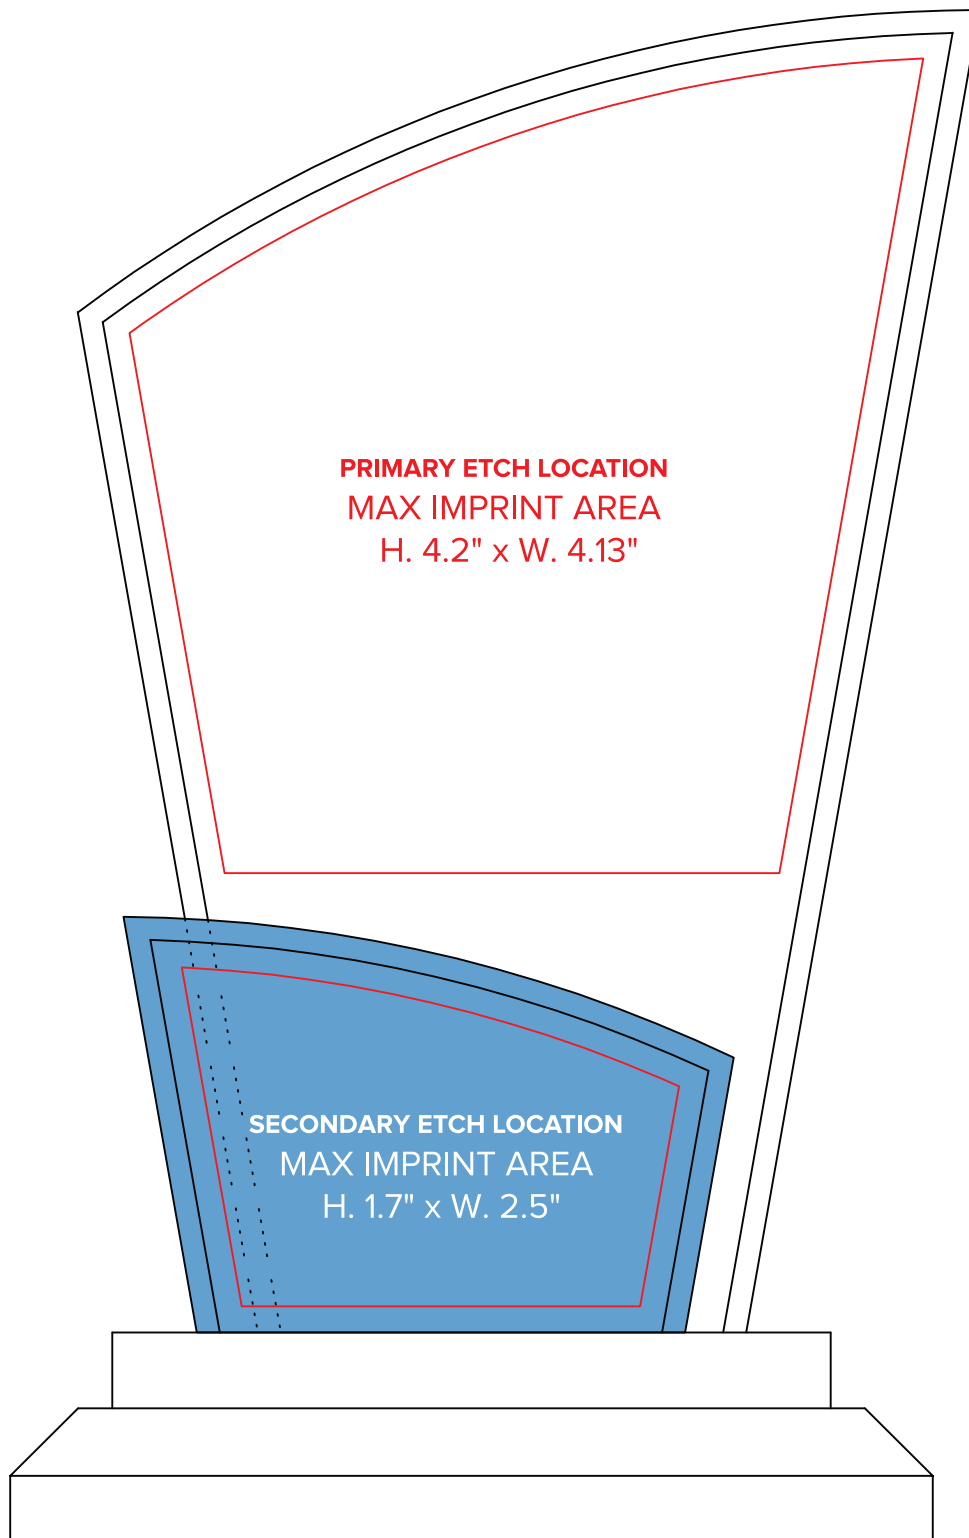 PRIMARY ETCH LOCATION
MAX IMPRINT AREA
H. 4.2" x W. 4.13"
SECONDARY ETCH LOCATION
MAX IMPRINT AREA
H. 1.7" x W. 2.5"